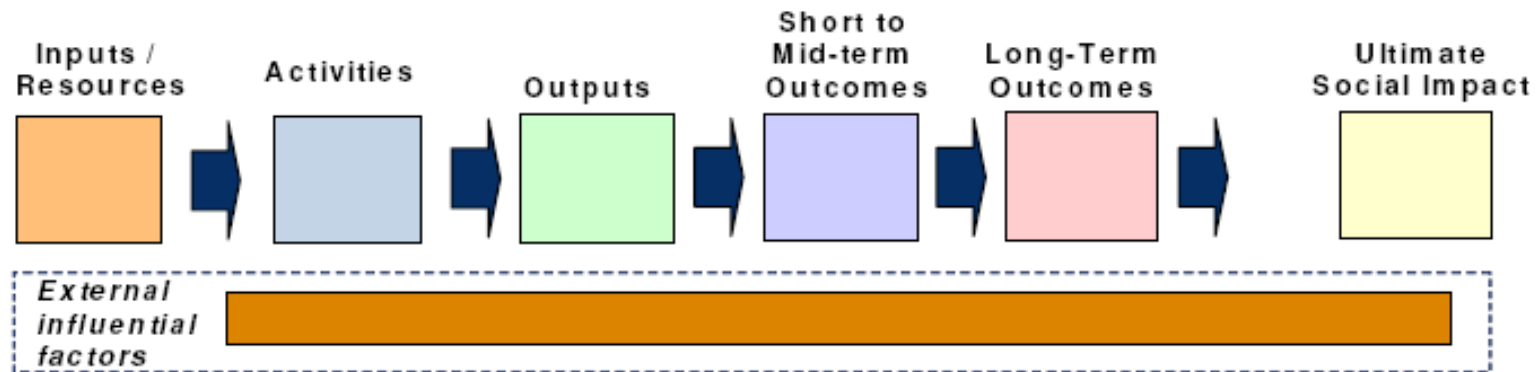 Inputs /
Resources
Activities
Outputs
Short to
Mid-term
Outcomes
Long-Term
Outcomes
Ultimate
Social Impact
External
influential
factors